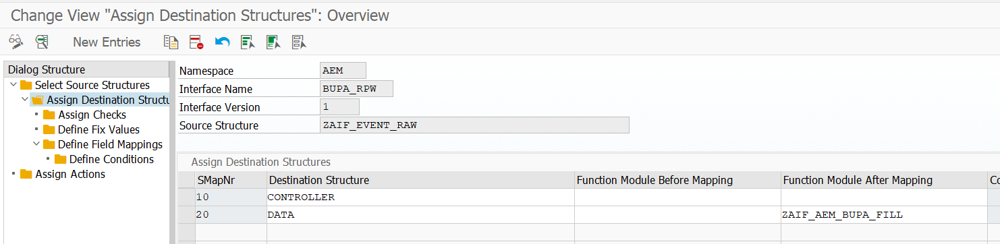 Change View "Assign Destination Structures": Overview
New Entries
Dialog Structure
Select Source Structures
Assign Destination Structu
Assign Checks
Define Fix Values
Define Field Mappings
Define Conditions
Assign Actions
Namespace AEM
Interface Name BUPA_RPW
Interface Version 1
Source Structure ZAIF_EVENT_RAW
Assign Destination Structures
SMapNr Destination Structure Function Module Before Mapping Function Module After Mapping Co
10 CONTROLLER
20 DATA ZAIF_AEM_BUPA_FILL